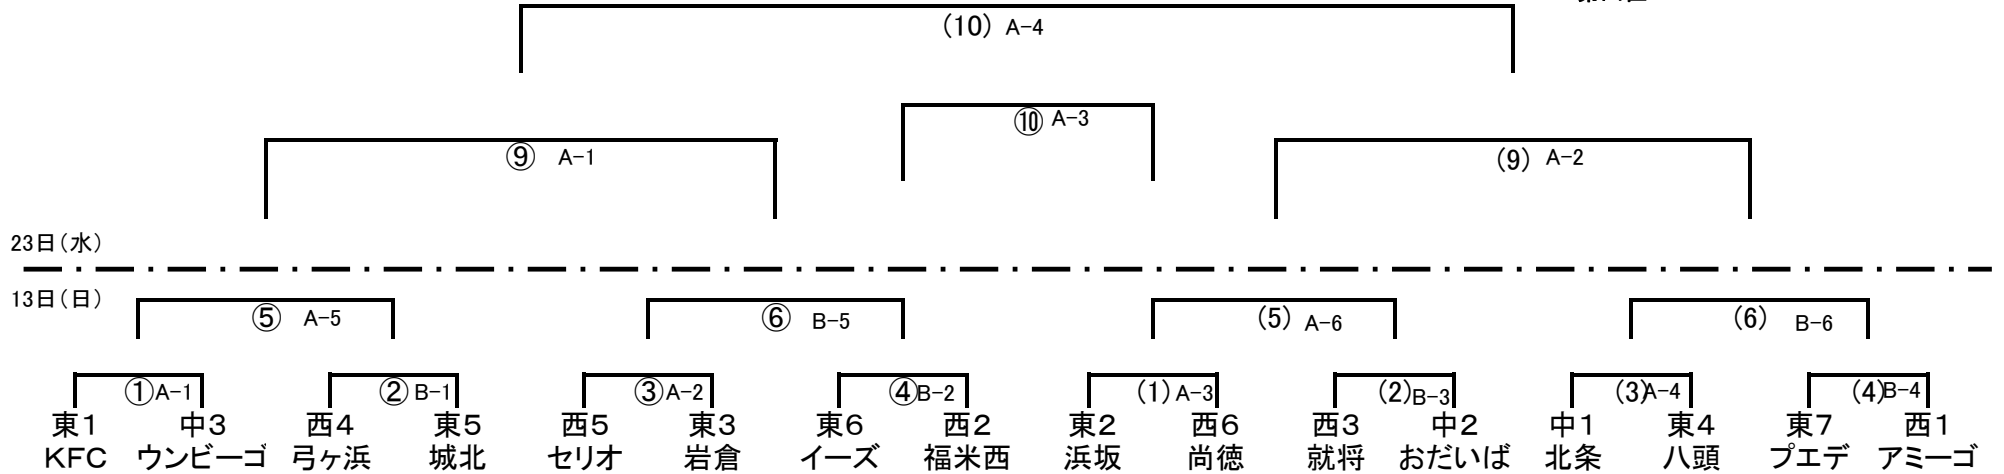 (10) A-4
⑩ A-3
⑨ A-1
(9) A-2
23日(水)
13日(日)
⑤ A-5
⑥ B-5
(5) A-6
(6) B-6
①A-1
② B-1
③A-2
④B-2
(1) A-3
(2)B-3
(3)A-4
(4)B-4
東1 中3 西4 東5 西5 東3 東6 西2 東2 西6 西3 中2 中1 東4 東7 西1
KFC ウンビーゴ 弓ヶ浜 城北 セリオ 岩倉 イーズ 福米西 浜坂 尚徳 就将 おだいば 北条 八頭 プエデ アミーゴ